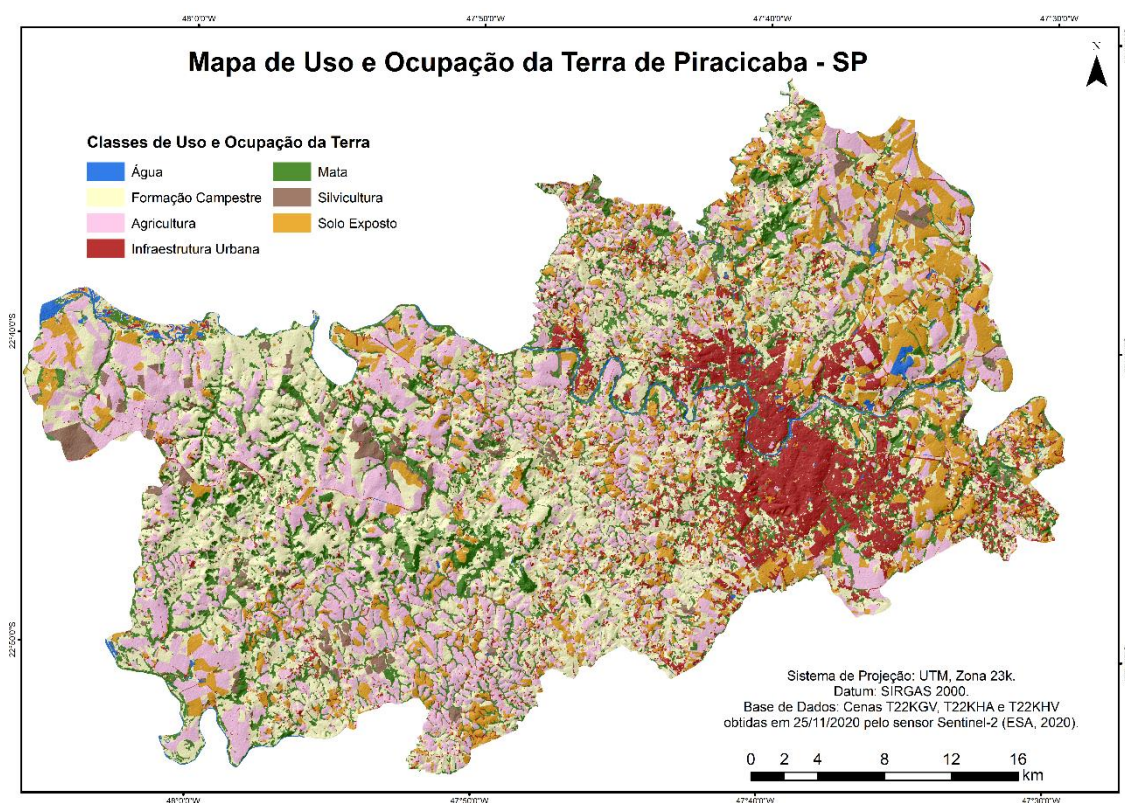 48°0'0"W
47°50'0"W
47°40'0"W
47°30'0"W
Mapa de Uso e Ocupação da Terra de Piracicaba - SP
N
Classes de Uso e Ocupação da Terra
Água
Mata
Formação Campestre
Silvicultura
Agricultura
Solo Exposto
Infraestrutura Urbana
22°40'0"S
22°50'0"S
Sistema de Projeção: UTM, Zona 23k.
Datum: SIRGAS 2000.
Base de Dados: Cenas T22KGV, T22KHA e T22KHV
obtidas em 25/11/2020 pelo sensor Sentinel-2 (ESA, 2020).
0 2 4 8 12 16
km
48°0'0"W
47°50'0"W
47°40'0"W
47°30'0"W